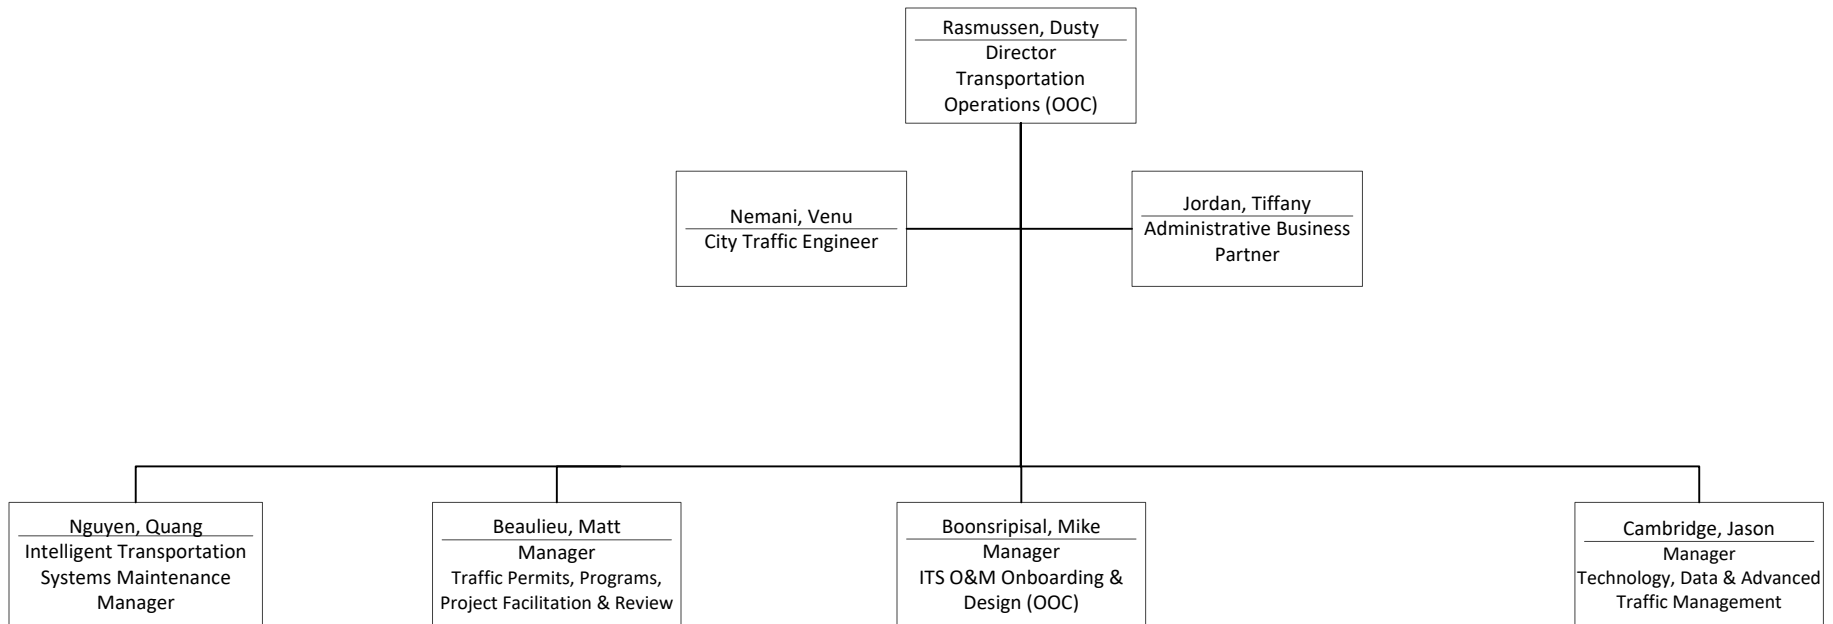 Rasmussen, Dusty
Director
Transportation
Operations (OOC)
Nemani, Venu
City Traffic Engineer
Jordan, Tiffany
Administrative Business
Partner
Nguyen, Quang
Intelligent Transportation
Systems Maintenance
Manager
Beaulieu, Matt
Manager
Traffic Permits, Programs,
Project Facilitation & Review
Boonsripisal, Mike
Manager
ITS O&M Onboarding &
Design (OOC)
Cambridge, Jason
Manager
Technology, Data & Advanced
Traffic Management